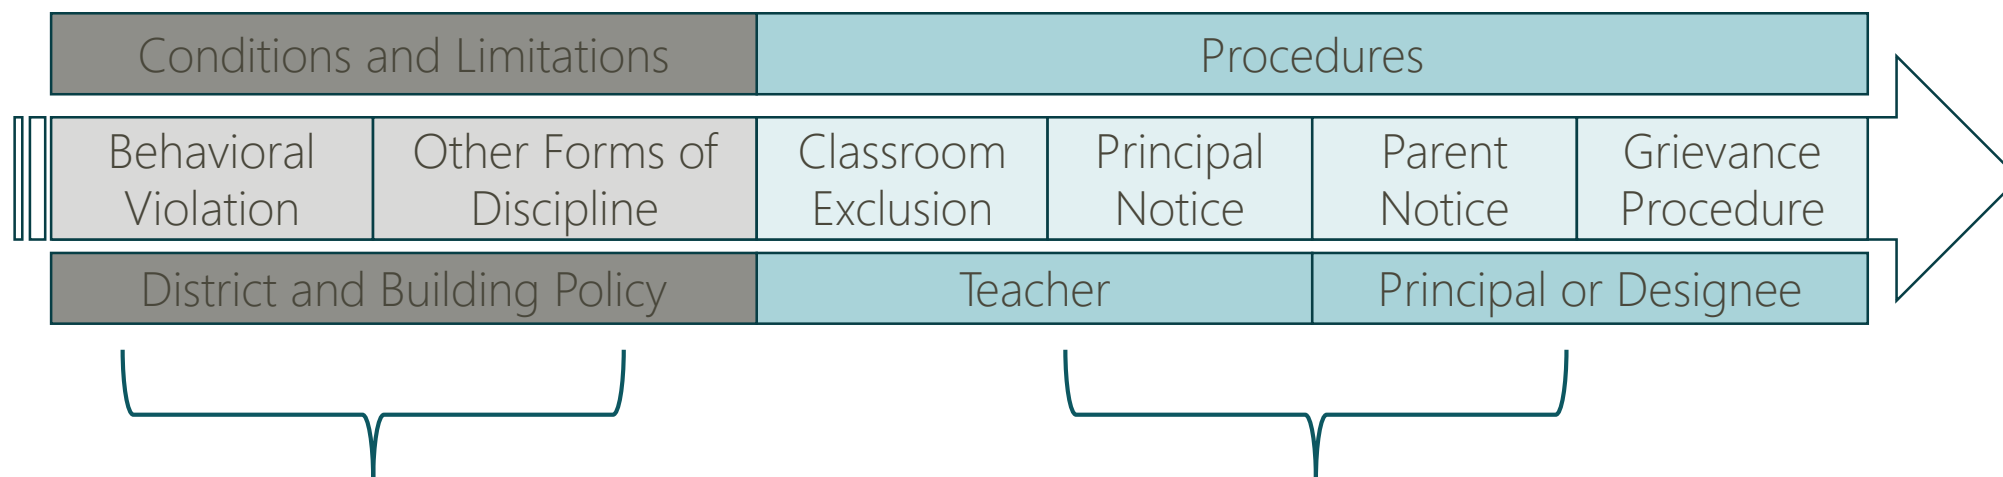 Conditions and Limitations
Procedures
Behavioral
Violation
Other Forms of
Discipline
Classroom
Exclusion
Principal
Notice
Parent
Notice
Grievance
Procedure
District and Building Policy
Teacher
Principal or Designee